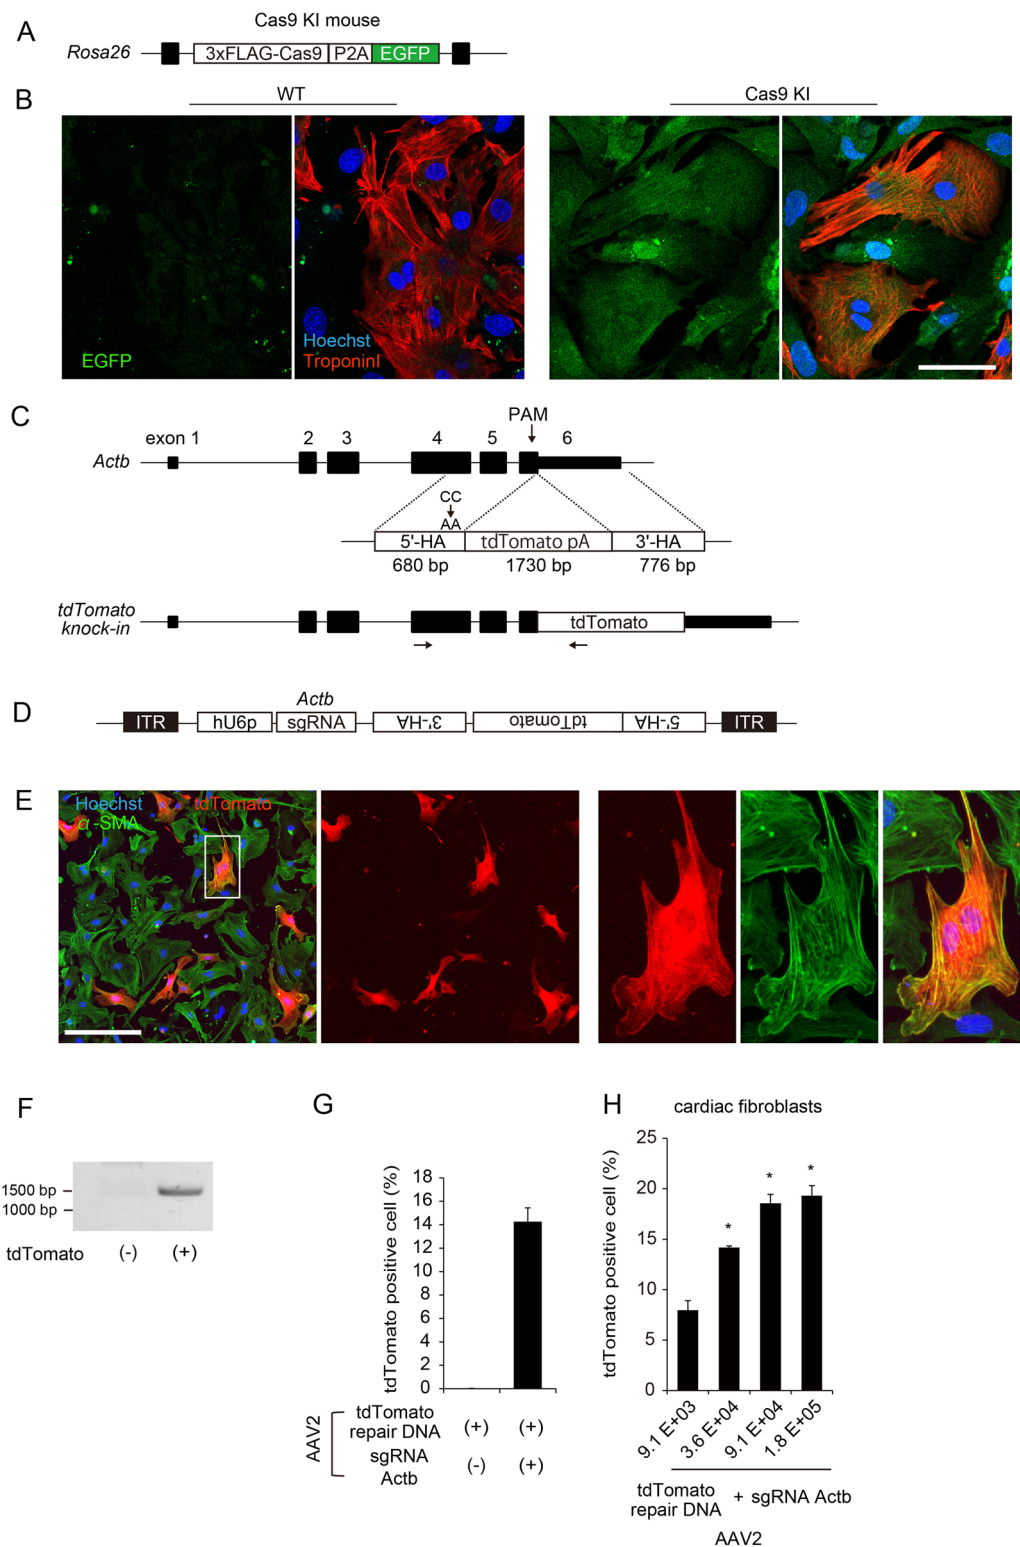 A
Cas9 KI mouse
Rosa26
3xFLAG-Cas9 P2A EGFP
B
WT
Cas9 KI
EGFP
Hoechst
TroponinI
C
PAM
exon 1 2 3 4 5 6
Actb
CC
AA
5'-HA tdTomato pA 3'-HA
680 bp 1730 bp 776 bp
tdTomato
knock-in
tdTomato
D
Actb
ITR hU6p sgRNA 3'-HA tdTomato 5'-HA ITR
E
Hoechst tdTomato
α-SMA
F
1500 bp
1000 bp
tdTomato (-) (+)
G
tdTomato positive cell (%)
18
16
14
12
10
8
6
4
2
0
AAV2
tdTomato
repair DNA (+) (+)
sgRNA
Actb (-) (+)
H
cardiac fibroblasts
tdTomato positive cell (%)
25
20
15
10
5
0
* * *
9.1 E+03 3.6 E+04 9.1 E+04 1.8 E+05
tdTomato
repair DNA + sgRNA Actb
AAV2